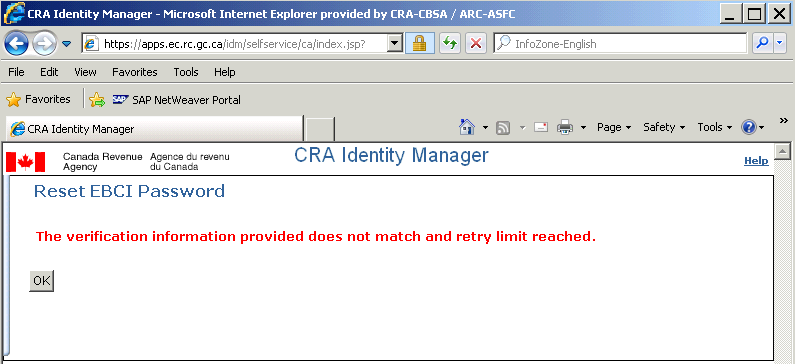 CRA Identity Manager - Microsoft Internet Explorer provided by CRA-CBSA / ARC-ASFC
https://apps.ec.rc.gc.ca/idm/selfservice/ca/index.jsp?
InfoZone-English
File Edit View Favorites Tools Help
Favorites SAP NetWeaver Portal
CRA Identity Manager
Page Safety Tools
Canada Revenue Agence du revenu
Agency du Canada
CRA Identity Manager
Help
Reset EBCI Password
The verification information provided does not match and retry limit reached.
OK